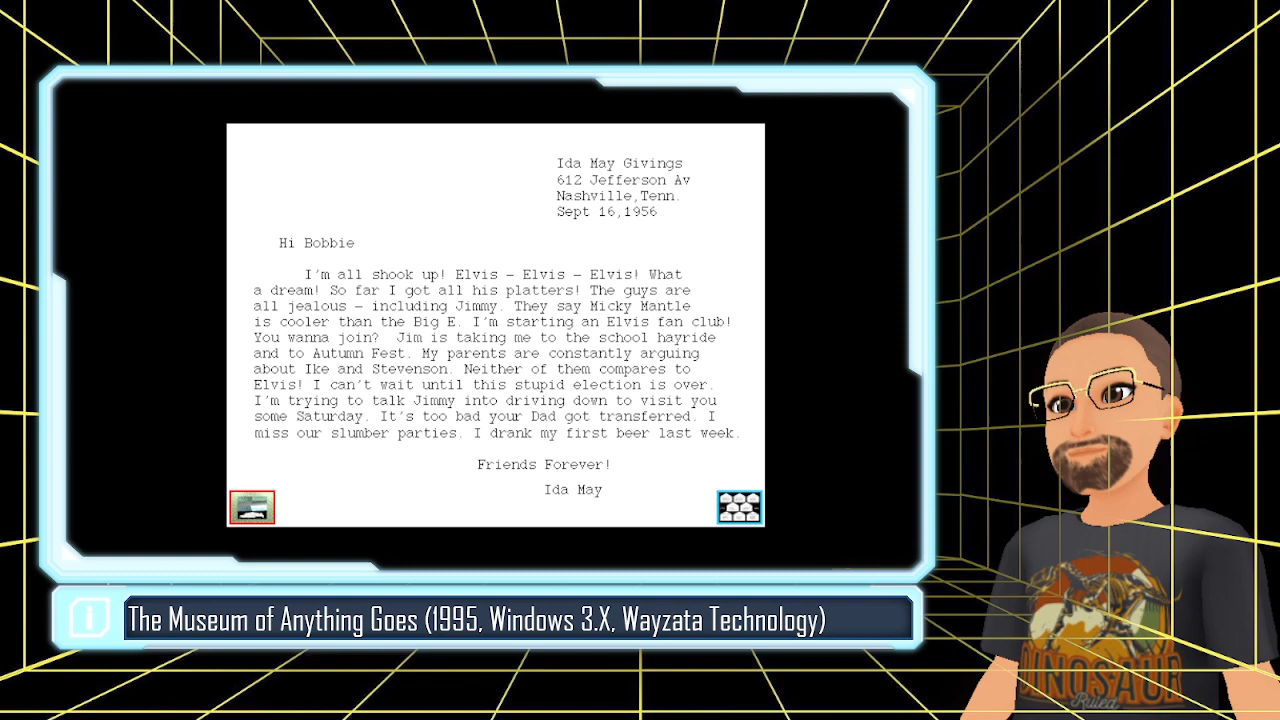 Ida May Givings
612 Jefferson Av
Nashville,Tenn.
Sept 16,1956
Hi Bobbie
I'm all shook up! Elvis - Elvis - Elvis! What
a dream! So far I got all his platters! The guys are
all jealous - including Jimmy. They say Micky Mantle
is cooler than the Big E. I'm starting an Elvis fan club!
You wanna join?  Jim is taking me to the school hayride
and to Autumn Fest. My parents are constantly arguing
about Ike and Stevenson. Neither of them compares to
Elvis! I can't wait until this stupid election is over.
I'm trying to talk Jimmy into driving down to visit you
some Saturday. It's too bad your Dad got transferred. I
miss our slumber parties. I drank my first beer last week.
Friends Forever!
Ida May
i The Museum of Anything Goes (1995, Windows 3.X, Wayzata Technology)
DINOSAUR
Ruled